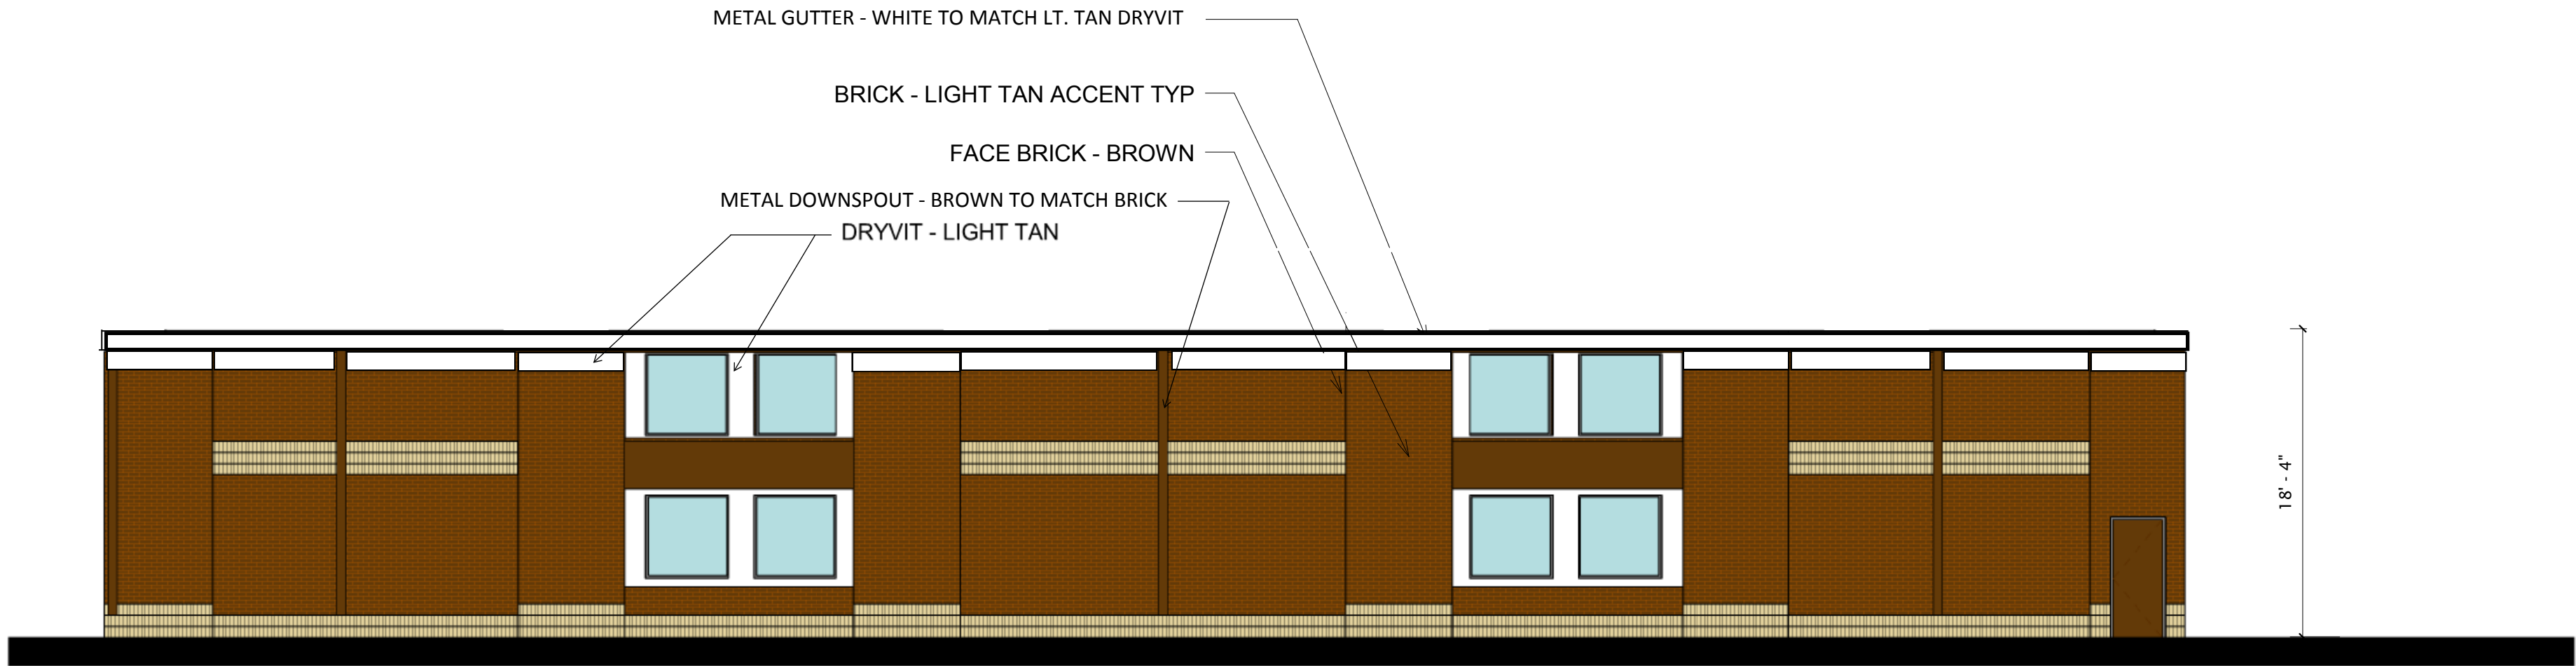 METAL GUTTER - WHITE TO MATCH LT. TAN DRYVIT
BRICK - LIGHT TAN ACCENT TYP
FACE BRICK - BROWN
METAL DOWNSPOUT - BROWN TO MATCH BRICK
DRYVIT - LIGHT TAN
18' - 4"